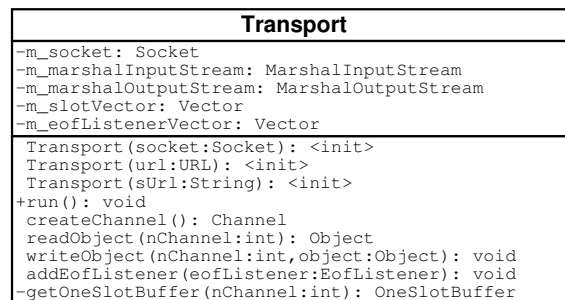 Transport
-m_socket: Socket
-m_marshalInputStream: MarshalInputStream
-m_marshalOutputStream: MarshalOutputStream
-m_slotVector: Vector
-m_eofListenerVector: Vector
Transport(socket:Socket): <init>
Transport(url:URL): <init>
Transport(sUrl:String): <init>
+run(): void
createChannel(): Channel
readObject(nChannel:int): Object
writeObject(nChannel:int,object:Object): void
addEofListener(eofListener:EofListener): void
-getOneSlotBuffer(nChannel:int): OneSlotBuffer